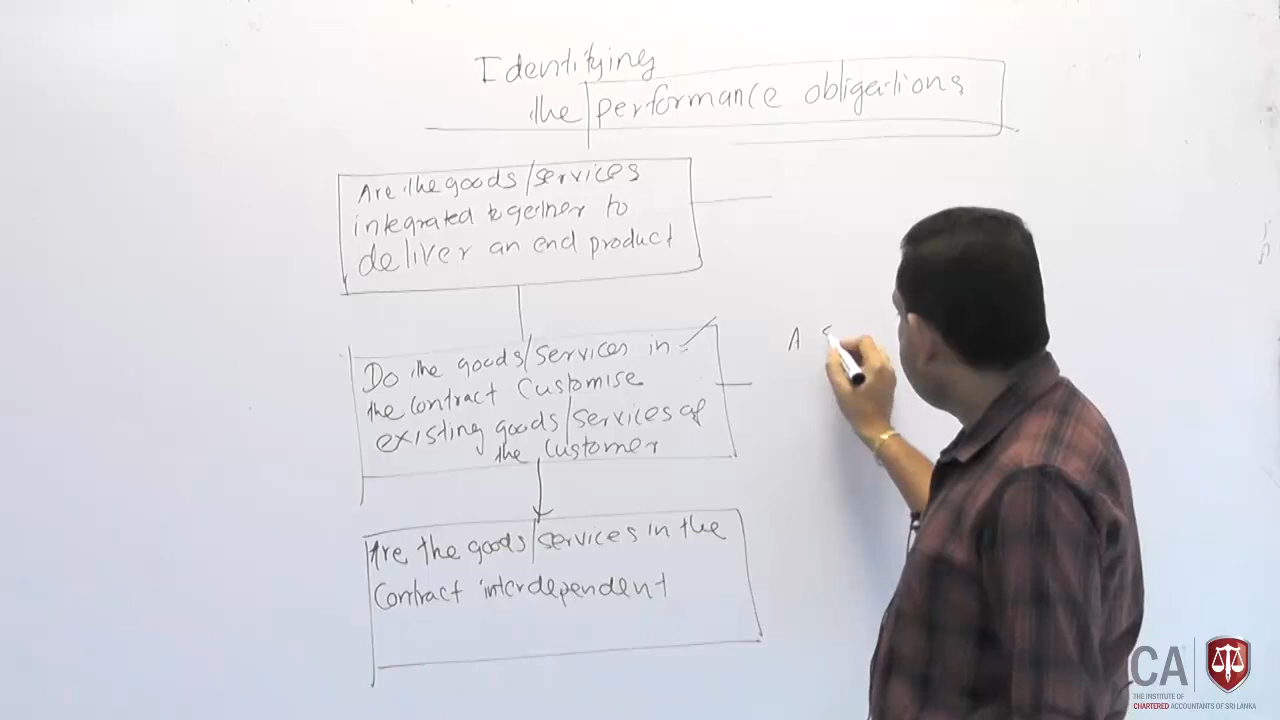 Identifying
the performance obligations
Are the goods/services
integrated together to
deliver an end product
Do the goods/services in
the contract Customise
existing goods/services of
the Customer
Are the goods/services in the
Contract interdependent
A
CA
THE INSTITUTE OF
CHARTERED ACCOUNTANTS OF SRI LANKA